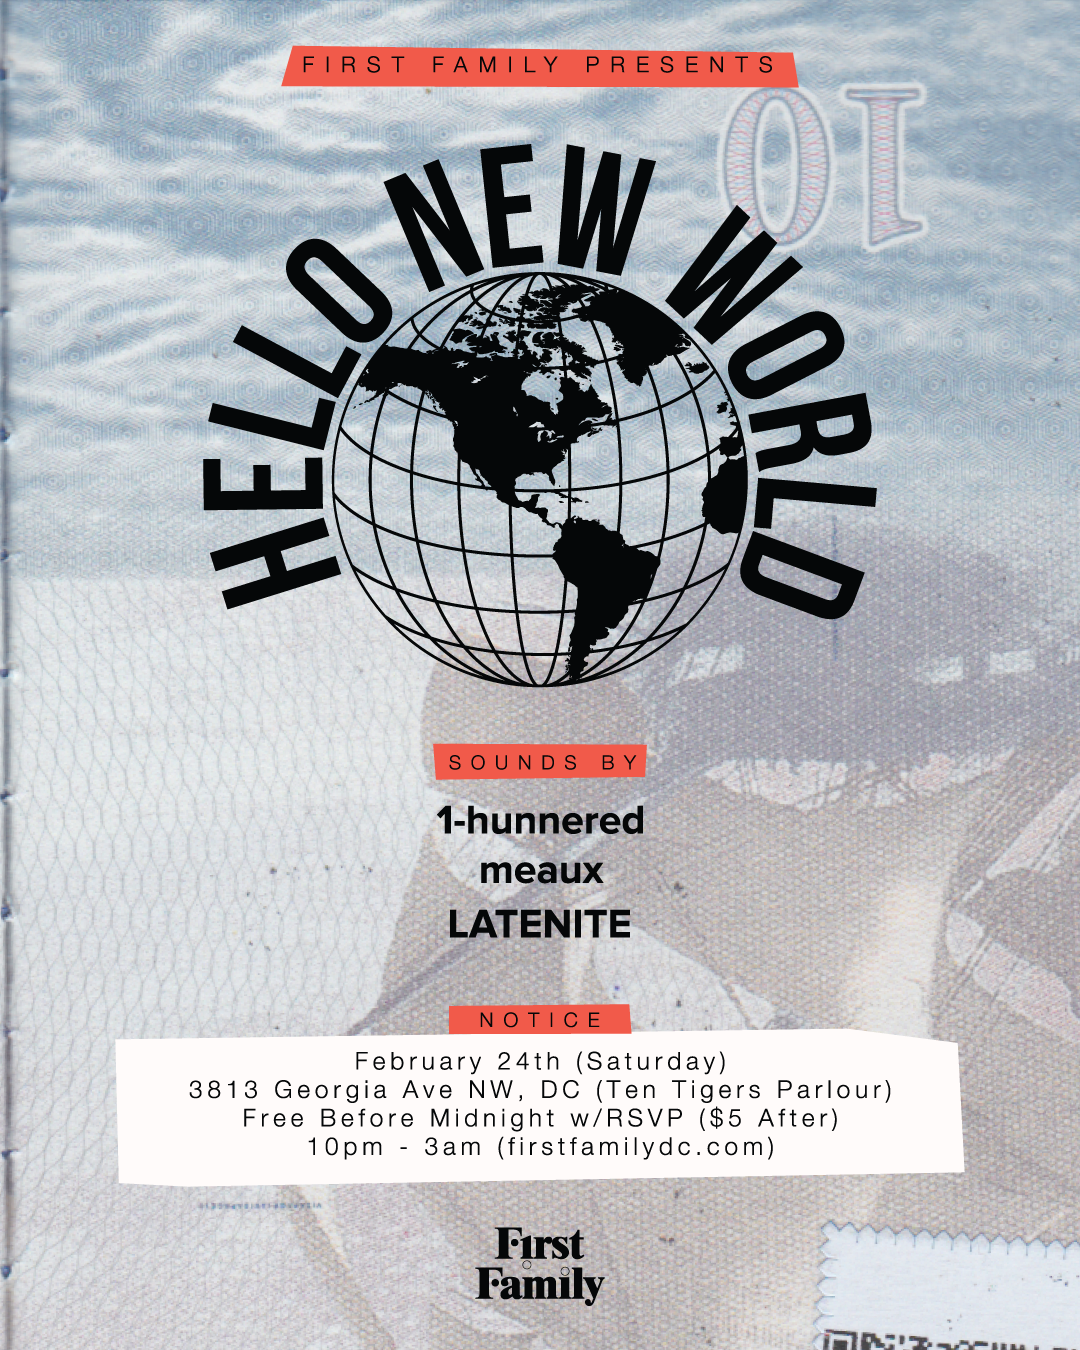 FIRST FAMILY PRESENTS
10
HELLO NEW WORLD
SOUNDS BY
1-hunnered
meaux
LATENITE
NOTICE
February 24th (Saturday)
3813 Georgia Ave NW, DC (Ten Tigers Parlour)
Free Before Midnight w/RSVP ($5 After)
10pm - 3am (firstfamilydc.com)
First
Family